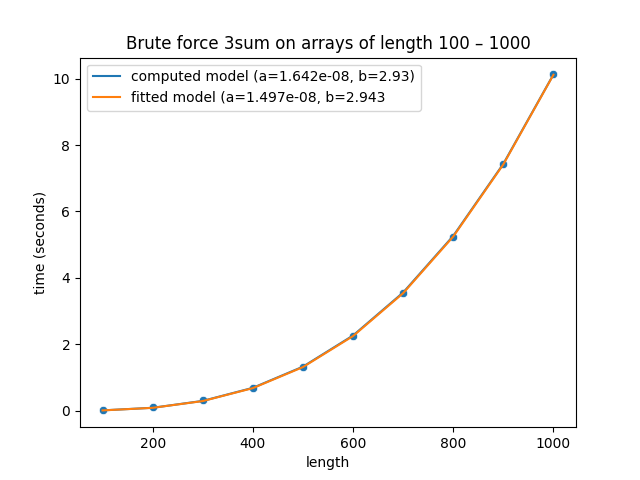 Brute force 3sum on arrays of length 100 – 1000
computed model (a=1.642e-08, b=2.93)
fitted model (a=1.497e-08, b=2.943
10
8
6
4
2
0
time (seconds)
200 400 600 800 1000
length